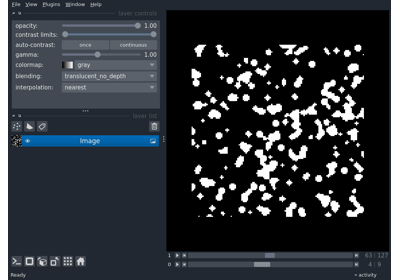 File View Plugins Window Help
layer controls
opacity: 1.00
contrast limits:
auto-contrast: once continuous
gamma: 1.00
colormap: gray
blending: translucent_no_depth
interpolation: nearest
layer list
Image
1 63 127
0 4 9
Ready activity